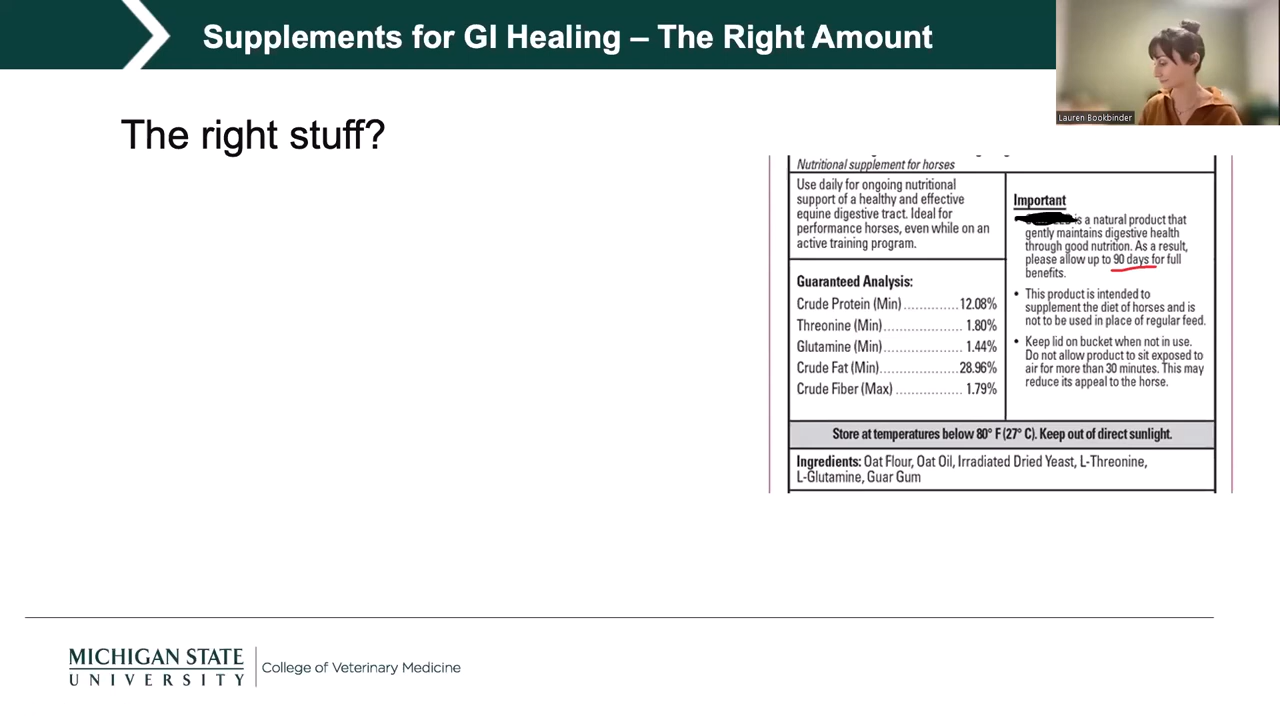 Supplements for GI Healing – The Right Amount
Lauren Bookbinder
The right stuff?
Nutritional supplement for horses
Use daily for ongoing nutritional
support of a healthy and effective
equine digestive tract. Ideal for
performance horses, even while on an
active training program.
Guaranteed Analysis:
Crude Protein (Min) ............. 12.08%
Threonine (Min) ................... 1.80%
Glutamine (Min) ................... 1.44%
Crude Fat (Min) .................... 28.96%
Crude Fiber (Max) ................ 1.79%
Important
is a natural product that
gently maintains digestive health
through good nutrition. As a result,
please allow up to 90 days for full
benefits.
• This product is intended to
supplement the diet of horses and is
not to be used in place of regular feed.
• Keep lid on bucket when not in use.
Do not allow product to sit exposed to
air for more than 30 minutes. This may
reduce its appeal to the horse.
Store at temperatures below 80° F (27° C). Keep out of direct sunlight.
Ingredients: Oat Flour, Oat Oil, Irradiated Dried Yeast, L-Threonine,
L-Glutamine, Guar Gum
MICHIGAN STATE
UNIVERSITY
College of Veterinary Medicine